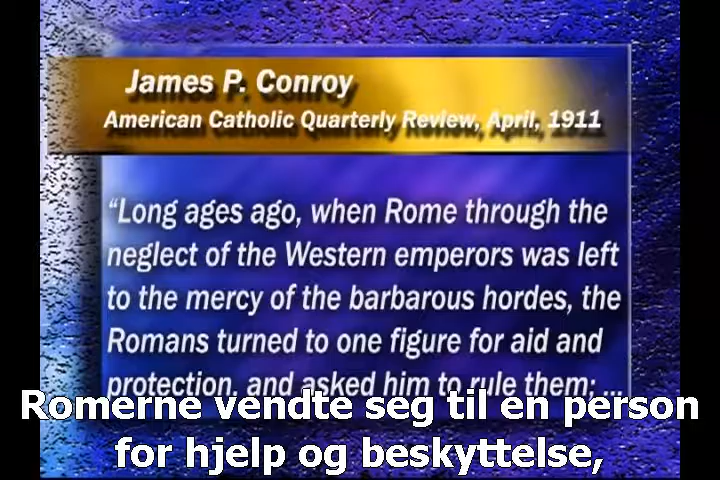 James P. Conroy
American Catholic Quarterly Review, April, 1911
“Long ages ago, when Rome through the
neglect of the Western emperors was left
to the mercy of the barbarous hordes, the
Romans turned to one figure for aid and
protection, and asked him to rule them; ...
Romerne vendte seg til en person
for hjelp og beskyttelse,